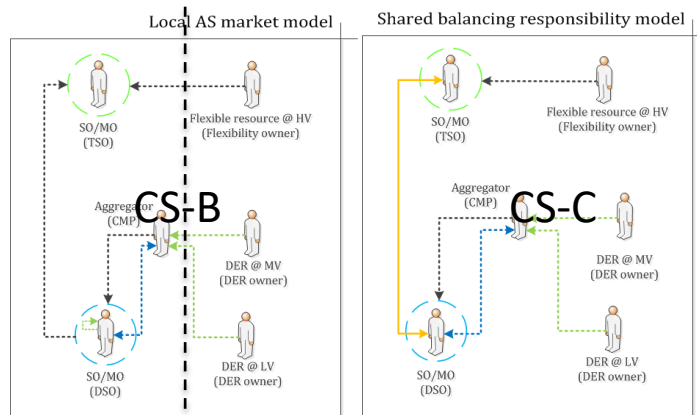 Local AS market model
SO/MO
(TSO)
Flexible resource @ HV
(Flexibility owner)
Aggregator
(CMP)
CS-B
DER @ MV
(DER owner)
SO/MO
(DSO)
DER @ LV
(DER owner)
Shared balancing responsibility model
SO/MO
(TSO)
Flexible resource @ HV
(Flexibility owner)
Aggregator
(CMP)
CS-C
DER @ MV
(DER owner)
SO/MO
(DSO)
DER @ LV
(DER owner)